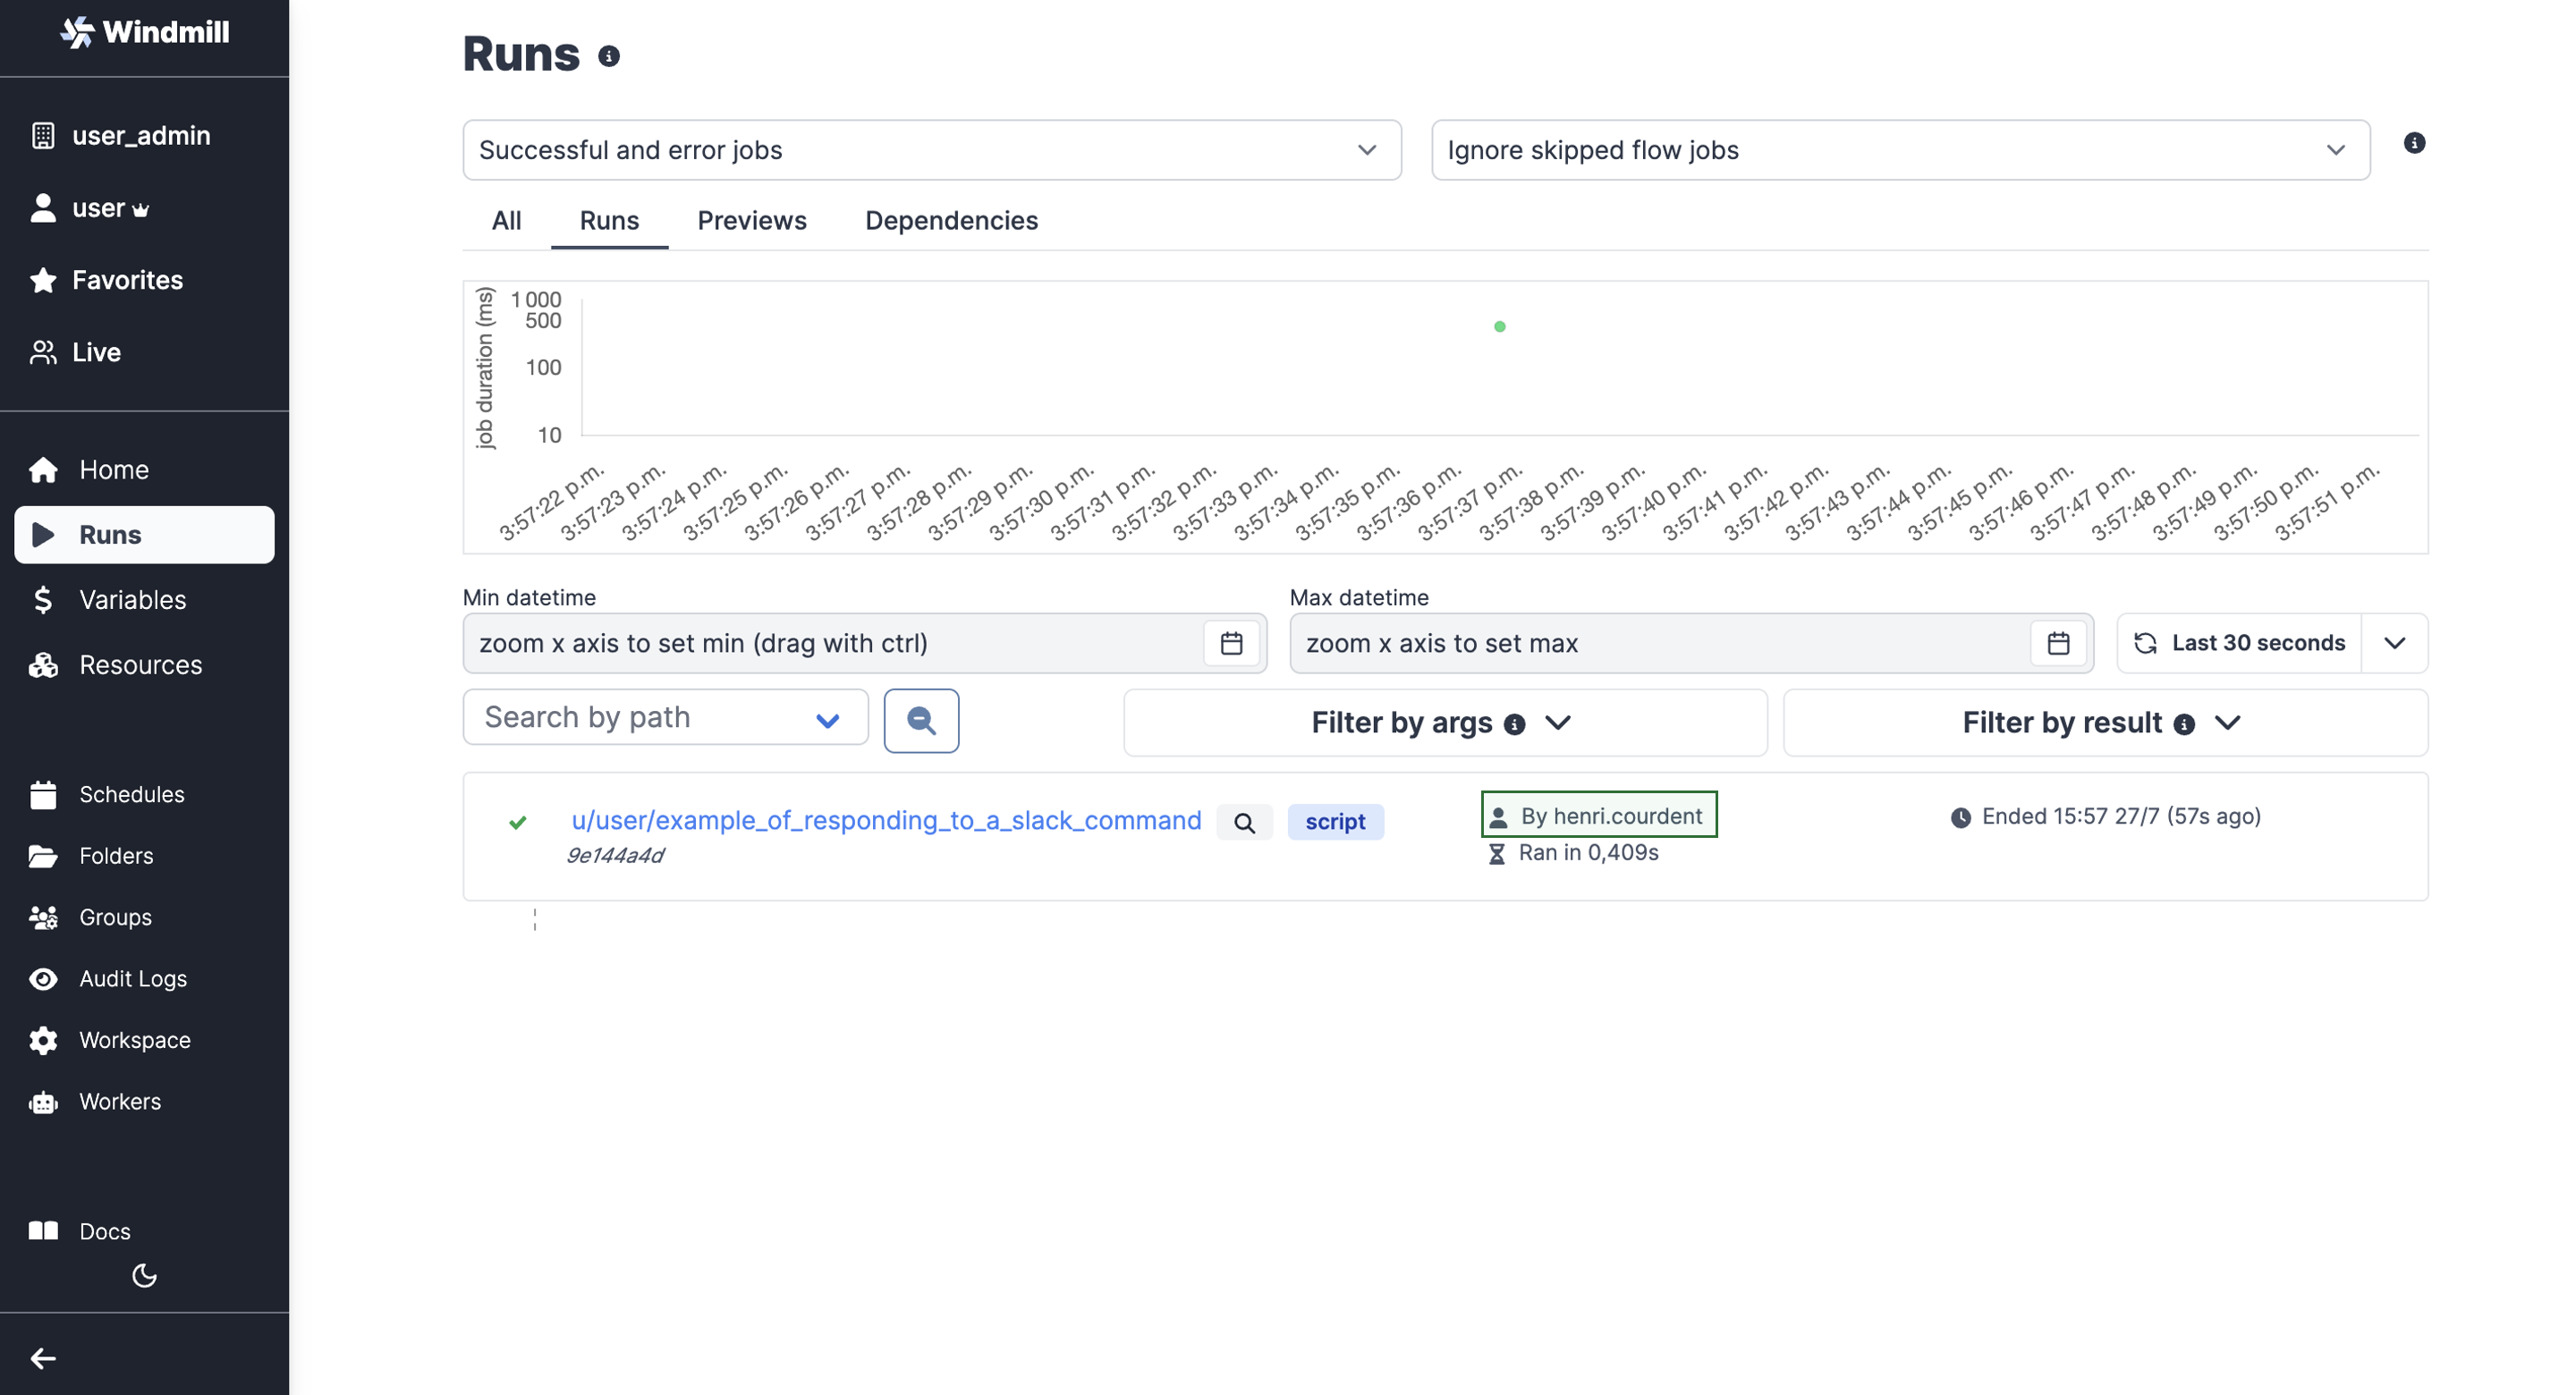 Windmill
user_admin
user
Favorites
Live
Home
Runs
Variables
Resources
Schedules
Folders
Groups
Audit Logs
Workspace
Workers
Docs
Runs
Successful and error jobs
Ignore skipped flow jobs
All
Runs
Previews
Dependencies
job duration (ms)
1 000
500
100
10
3:57:22 p.m.
3:57:23 p.m.
3:57:24 p.m.
3:57:25 p.m.
3:57:26 p.m.
3:57:27 p.m.
3:57:28 p.m.
3:57:29 p.m.
3:57:30 p.m.
3:57:31 p.m.
3:57:32 p.m.
3:57:33 p.m.
3:57:34 p.m.
3:57:35 p.m.
3:57:36 p.m.
3:57:37 p.m.
3:57:38 p.m.
3:57:39 p.m.
3:57:40 p.m.
3:57:41 p.m.
3:57:42 p.m.
3:57:43 p.m.
3:57:44 p.m.
3:57:45 p.m.
3:57:46 p.m.
3:57:47 p.m.
3:57:48 p.m.
3:57:49 p.m.
3:57:50 p.m.
3:57:51 p.m.
Min datetime
zoom x axis to set min (drag with ctrl)
Max datetime
zoom x axis to set max
Last 30 seconds
Search by path
Filter by args
Filter by result
u/user/example_of_responding_to_a_slack_command
script
9e144a4d
By henri.courdent
Ran in 0,409s
Ended 15:57 27/7 (57s ago)